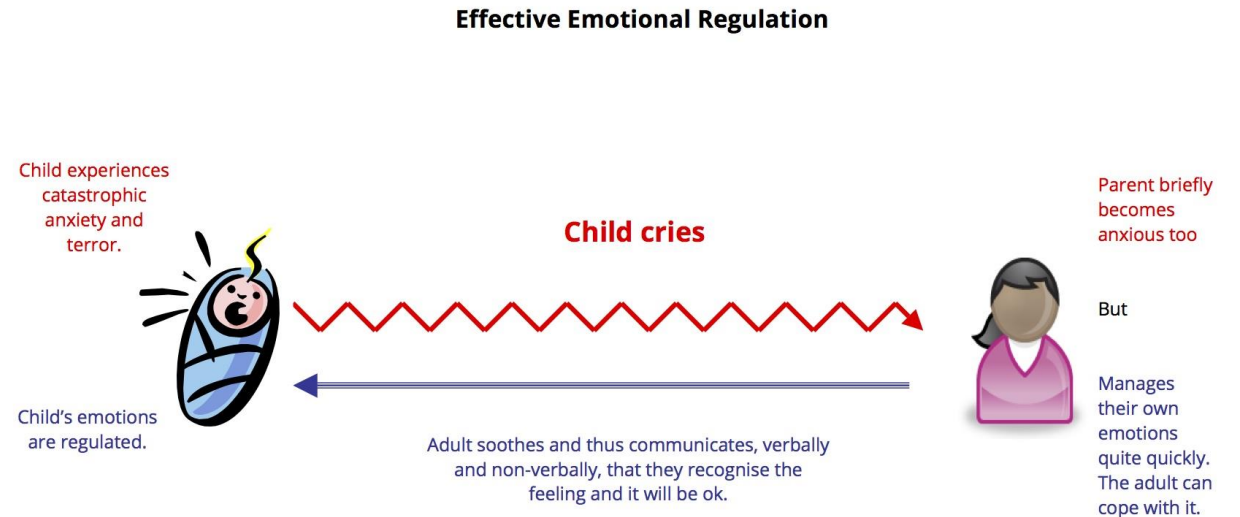 Effective Emotional Regulation
Child experiences
catastrophic
anxiety and
terror.
Child cries
Parent briefly
becomes
anxious too
But
Manages
their own
emotions
quite quickly.
The adult can
cope with it.
Adult soothes and thus communicates, verbally
and non-verbally, that they recognise the
feeling and it will be ok.
Child’s emotions
are regulated.